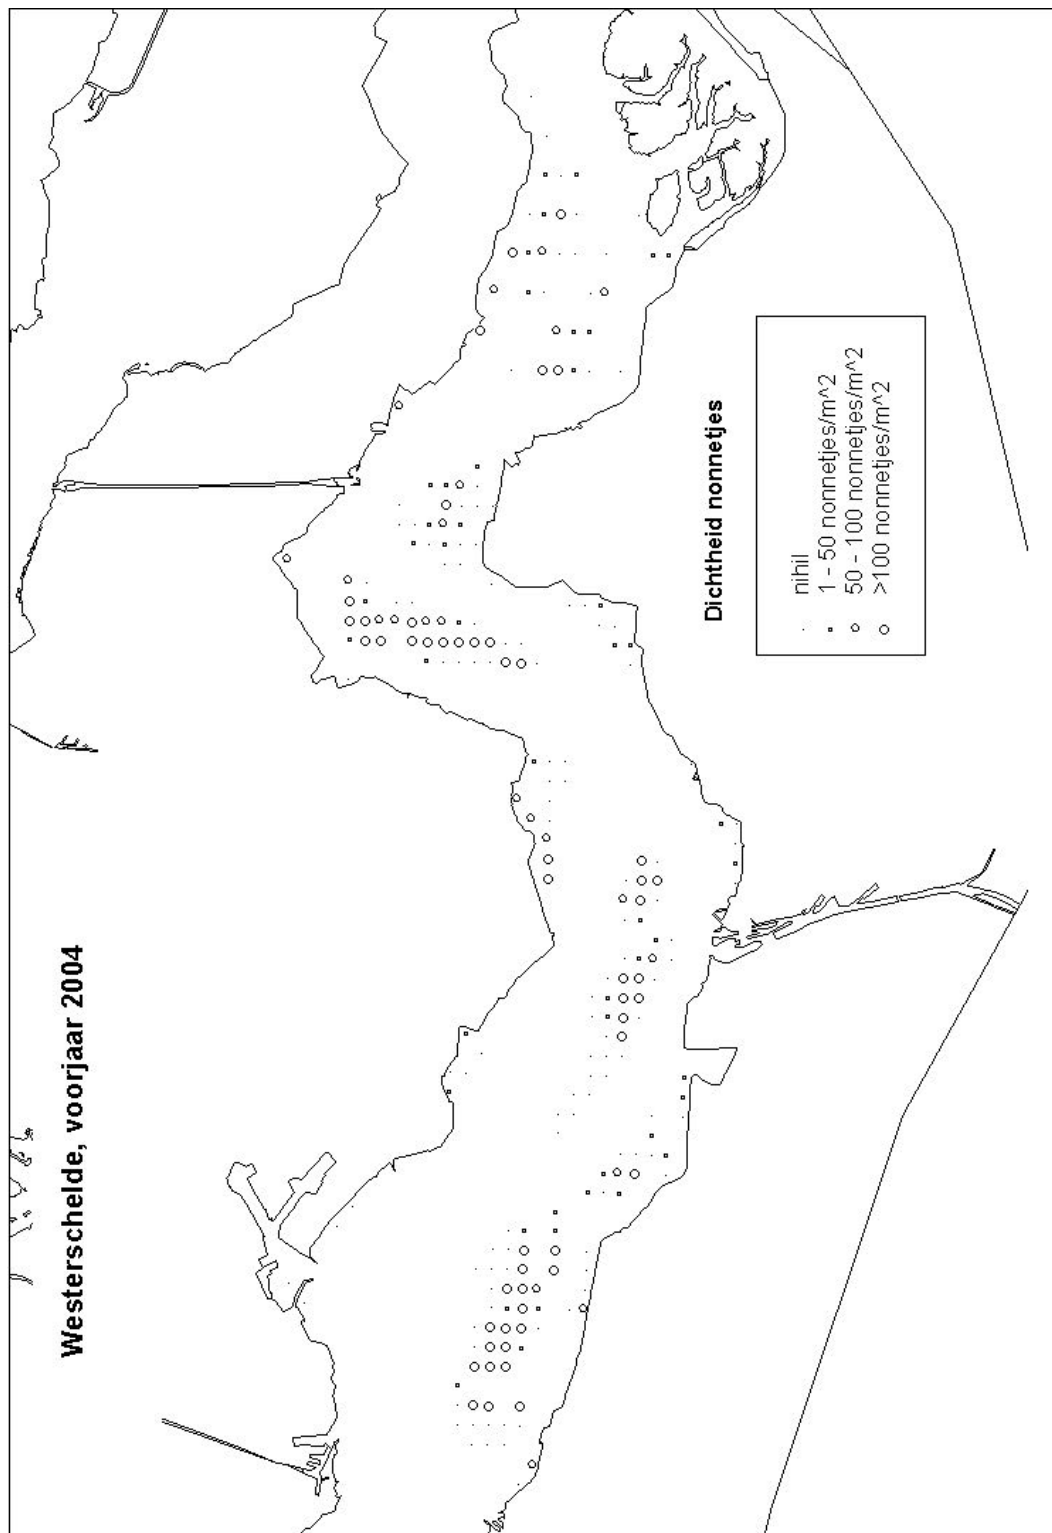 Westerschelde, voorjaar 2004
Dichtheid nonnetjes
nihil
1 - 50 nonnetjes/m^2
50 - 100 nonnetjes/m^2
>100 nonnetjes/m^2